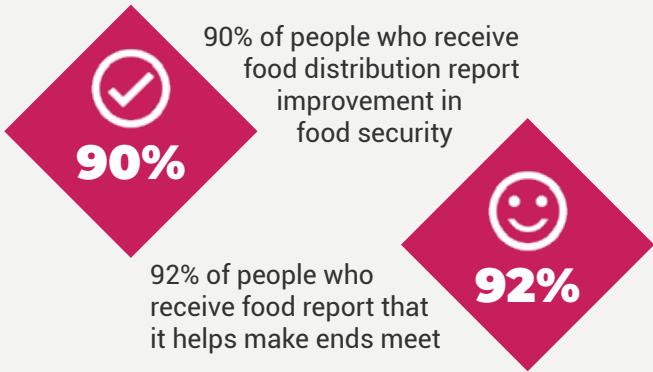 90% of people who receive
food distribution report
improvement in
food security
90%
92% of people who
receive food report that
it helps make ends meet
92%